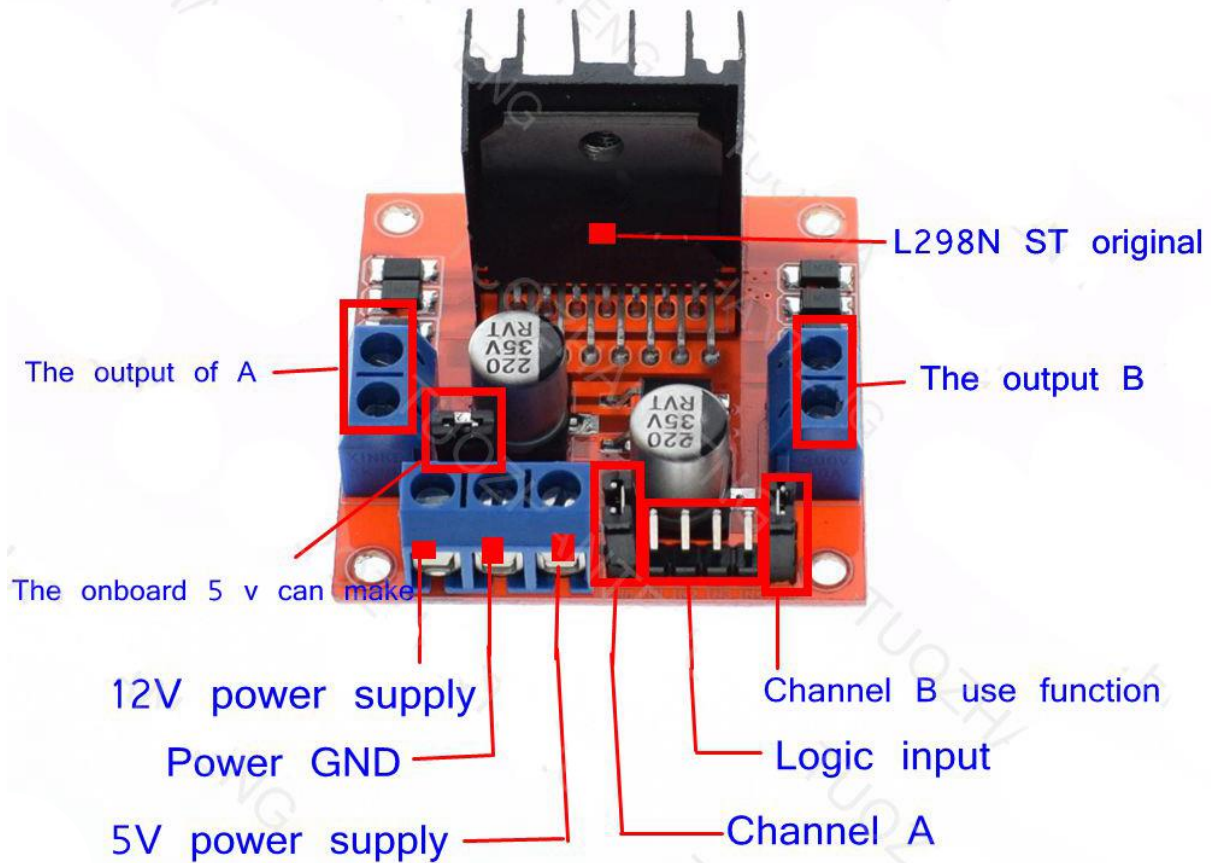 L298N ST original
The output of A
The output B
The onboard 5 v can make
12V power supply
Power GND
5V power supply
Channel B use function
Logic input
Channel A
220
35V
RVT
220
35V
RVT